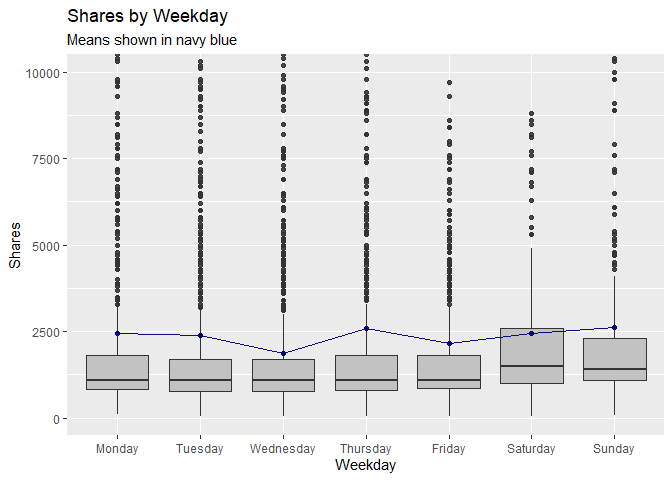 Shares by Weekday
Means shown in navy blue
10000
7500
5000
2500
0
Shares
Monday Tuesday Wednesday Thursday Friday Saturday Sunday
Weekday